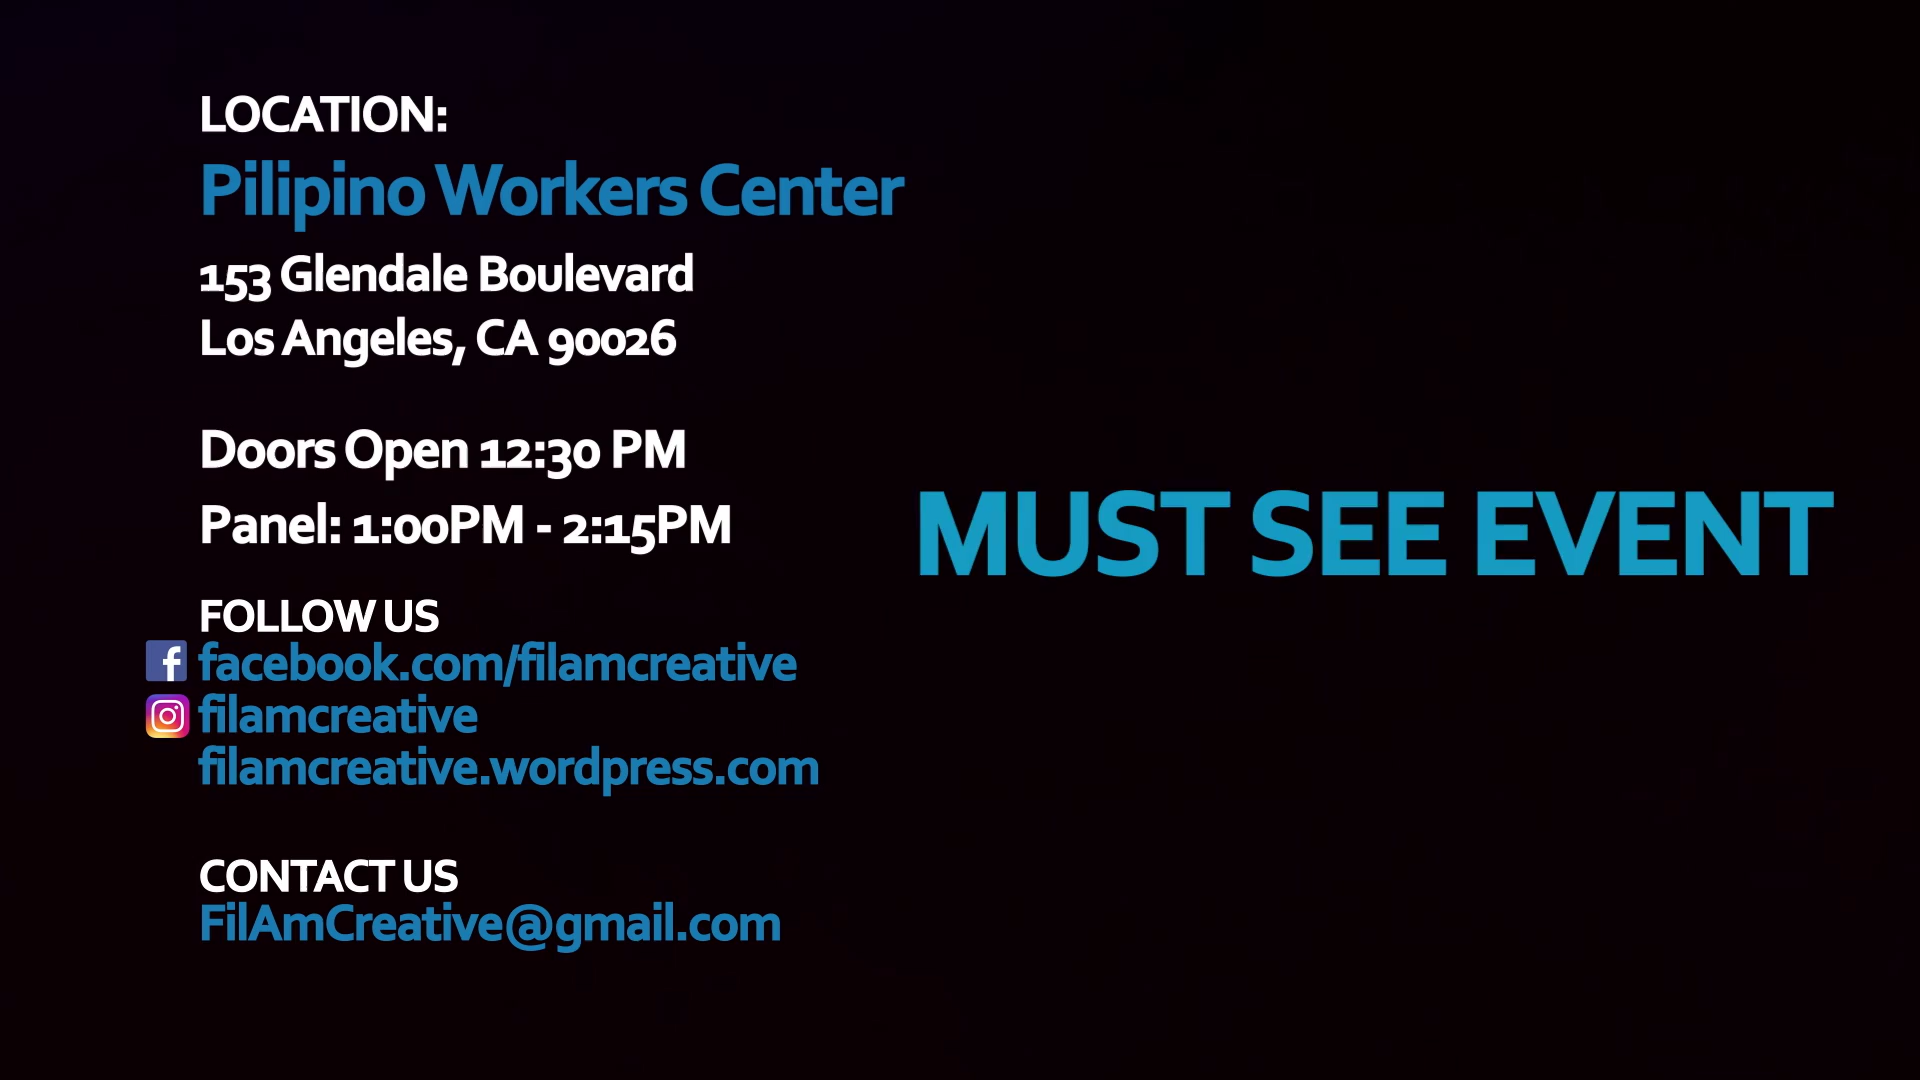 LOCATION:
Pilipino Workers Center
153 Glendale Boulevard
Los Angeles, CA 90026
Doors Open 12:30 PM
Panel: 1:00PM - 2:15PM
MUST SEE EVENT
FOLLOW US
facebook.com/filamcreative
filamcreative
filamcreative.wordpress.com
CONTACT US
FilAmCreative@gmail.com